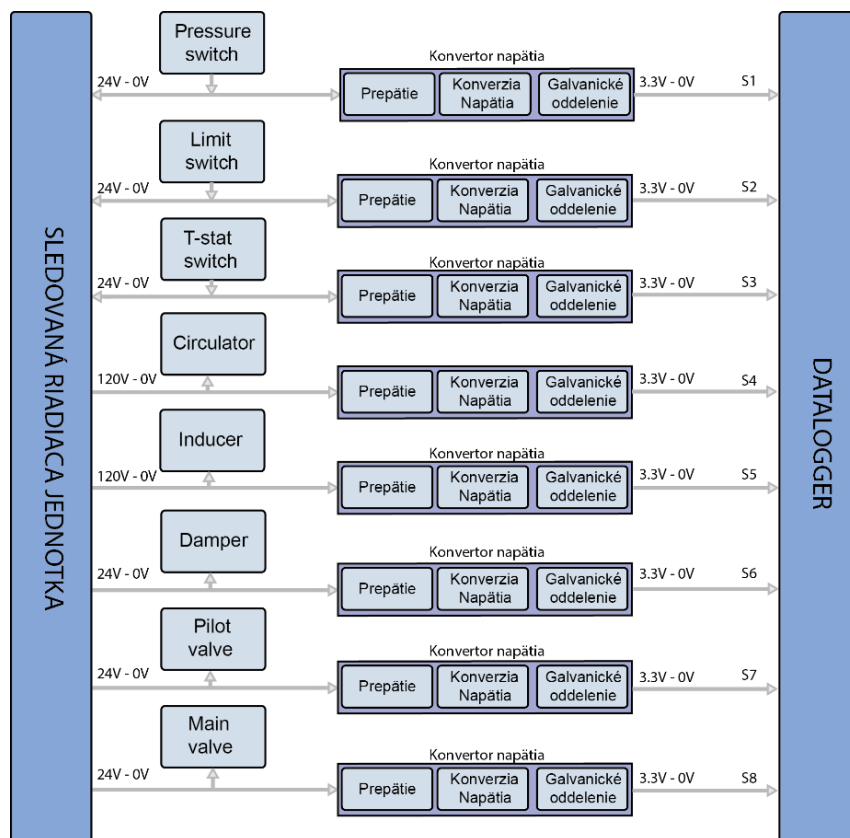 SLEDOVANÁ RIADIACA JEDNOTKA
Pressure
switch
24V - 0V
Konvertor napätia
Prepätie
Konverzia
Napätia
Galvanické
oddelenie
3.3V - 0V
S1
Limit
switch
24V - 0V
Konvertor napätia
Prepätie
Konverzia
Napätia
Galvanické
oddelenie
3.3V - 0V
S2
T-stat
switch
24V - 0V
Konvertor napätia
Prepätie
Konverzia
Napätia
Galvanické
oddelenie
3.3V - 0V
S3
Circulator
120V - 0V
Prepätie
Konverzia
Napätia
Galvanické
oddelenie
3.3V - 0V
S4
Inducer
120V - 0V
Konvertor napätia
Prepätie
Konverzia
Napätia
Galvanické
oddelenie
3.3V - 0V
S5
Damper
24V - 0V
Konvertor napätia
Prepätie
Konverzia
Napätia
Galvanické
oddelenie
3.3V - 0V
S6
Pilot
valve
24V - 0V
Konvertor napätia
Prepätie
Konverzia
Napätia
Galvanické
oddelenie
3.3V - 0V
S7
Main
valve
24V - 0V
Konvertor napätia
Prepätie
Konverzia
Napätia
Galvanické
oddelenie
3.3V - 0V
S8
DATALOGGER